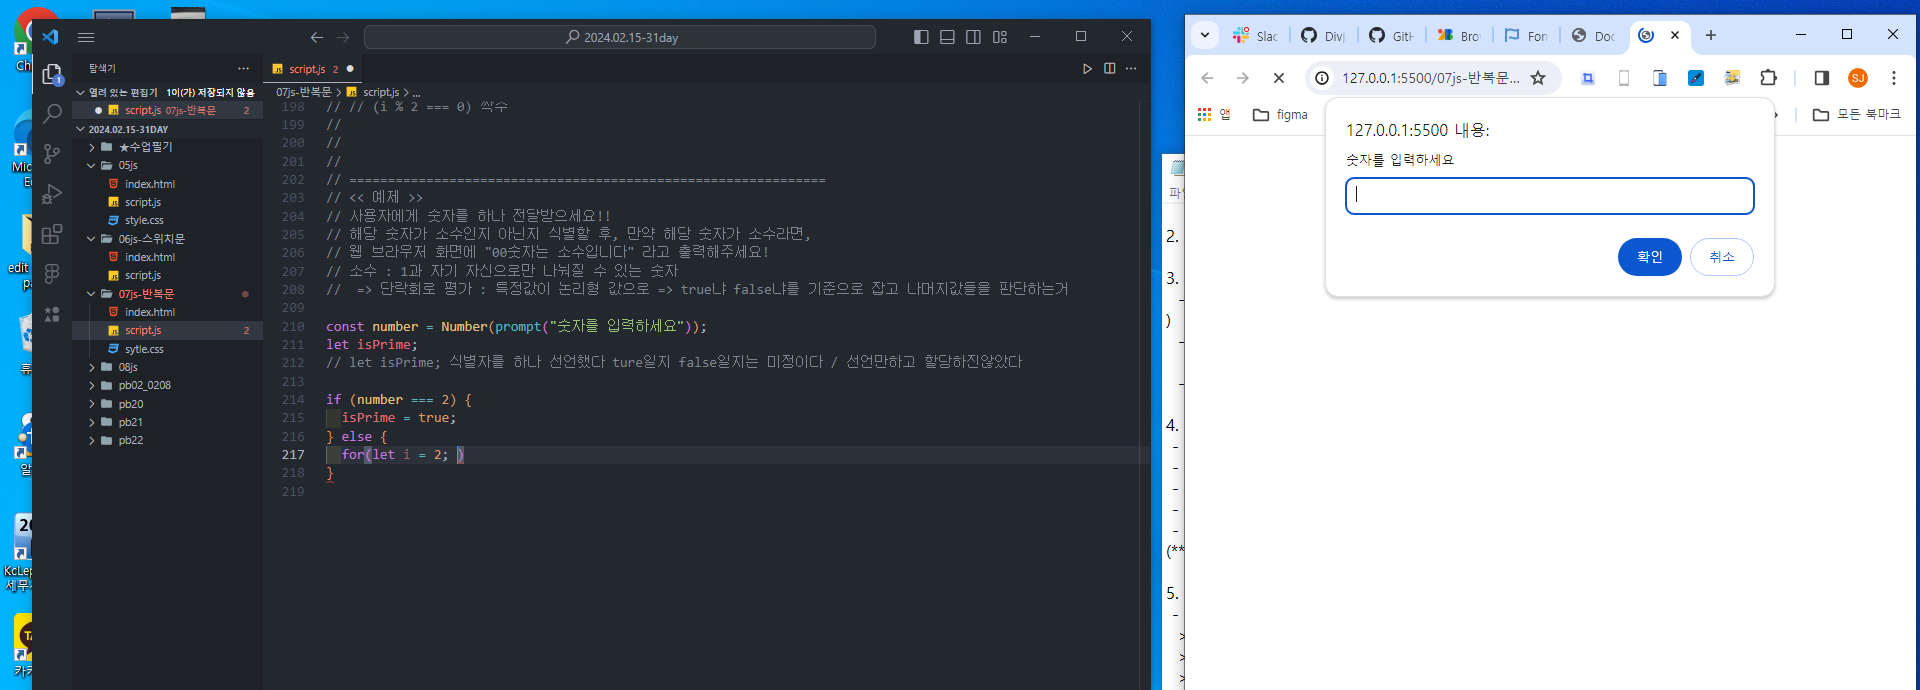 2024.02.15-31day
탐색기
script.js 2
열려 있는 편집기 1이(가) 저장되지 않음
script.js 07js-반복문 2
2024.02.15-31DAY
★수업필기
05js
index.html
script.js
style.css
06js-스위치문
index.html
script.js
07js-반복문
index.html
script.js 2
sytle.css
08js
pb02_0208
pb20
pb21
pb22
07js-반복문 > script.js > ...
198 // // (i % 2 === 0) 짝수
199 //
200 //
201 //
202 // ==============================================================
203 // << 예제 >>
204 // 사용자에게 숫자를 하나 전달받으세요!!
205 // 해당 숫자가 소수인지 아닌지 식별할 후, 만약 해당 숫자가 소수라면,
206 // 웹 브라우저 화면에 "00숫자는 소수입니다" 라고 출력해주세요!
207 // 소수 : 1과 자기 자신으로만 나눠질 수 있는 숫자
208 //  => 단락회로 평가 : 특정값이 논리형 값으로 => true냐 false냐를 기준으로 잡고 나머지값들을 판단하는거
209
210 const number = Number(prompt("숫자를 입력하세요"));
211 let isPrime;
212 // let isPrime; 식별자를 하나 선언했다 ture일지 false일지는 미정이다 / 선언만하고 할당하진않았다
213
214 if (number === 2) {
215 isPrime = true;
216 } else {
217 for(let i = 2; )
218 }
219
Slac
Divj
GitH
Bro
Fon
Doc
127.0.0.1:5500/07js-반복문...
SJ
앱
figma
모든 북마크
127.0.0.1:5500 내용:
숫자를 입력하세요
확인
취소
2.
3.
-
)
-
-
4.
-
-
-
-
-
(**
5.
-
>
>
>